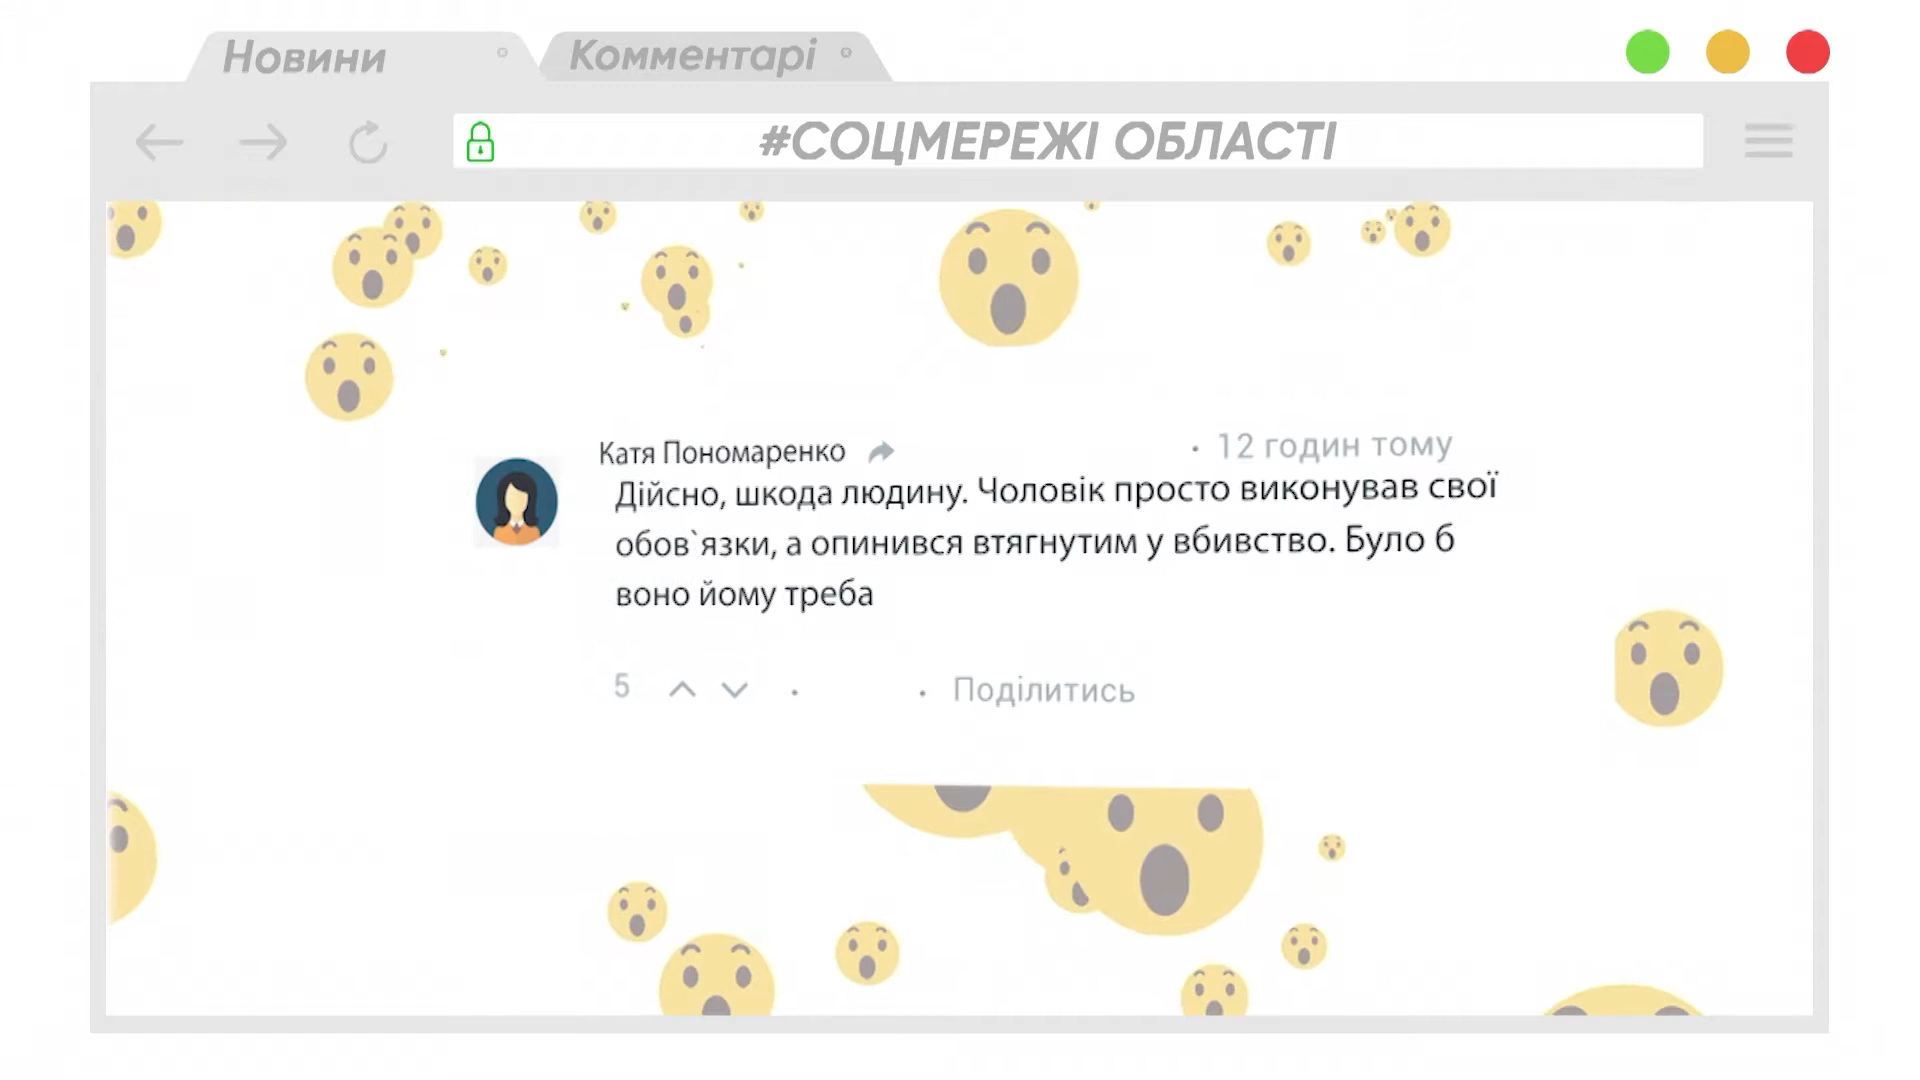 Новини
Комментарі
#СОЦМЕРЕЖІ ОБЛАСТІ
Катя Пономаренко
· 12 годин тому
Дійсно, шкода людину. Чоловік просто виконував свої
обов`язки, а опинився втягнутим у вбивство. Було б
воно йому треба
5 · · Поділитись